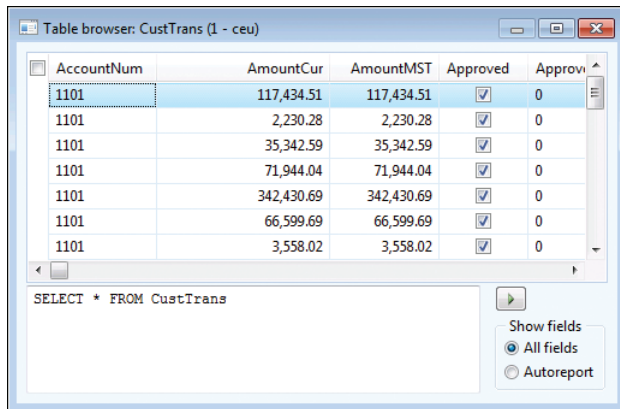 Table browser: CustTrans (1 - ceu)
AccountNum AmountCur AmountMST Approved Approv
1101 117,434.51 117,434.51 0
1101 2,230.28 2,230.28 0
1101 35,342.59 35,342.59 0
1101 71,944.04 71,944.04 0
1101 342,430.69 342,430.69 0
1101 66,599.69 66,599.69 0
1101 3,558.02 3,558.02 0
SELECT * FROM CustTrans
Show fields
All fields
Autoreport